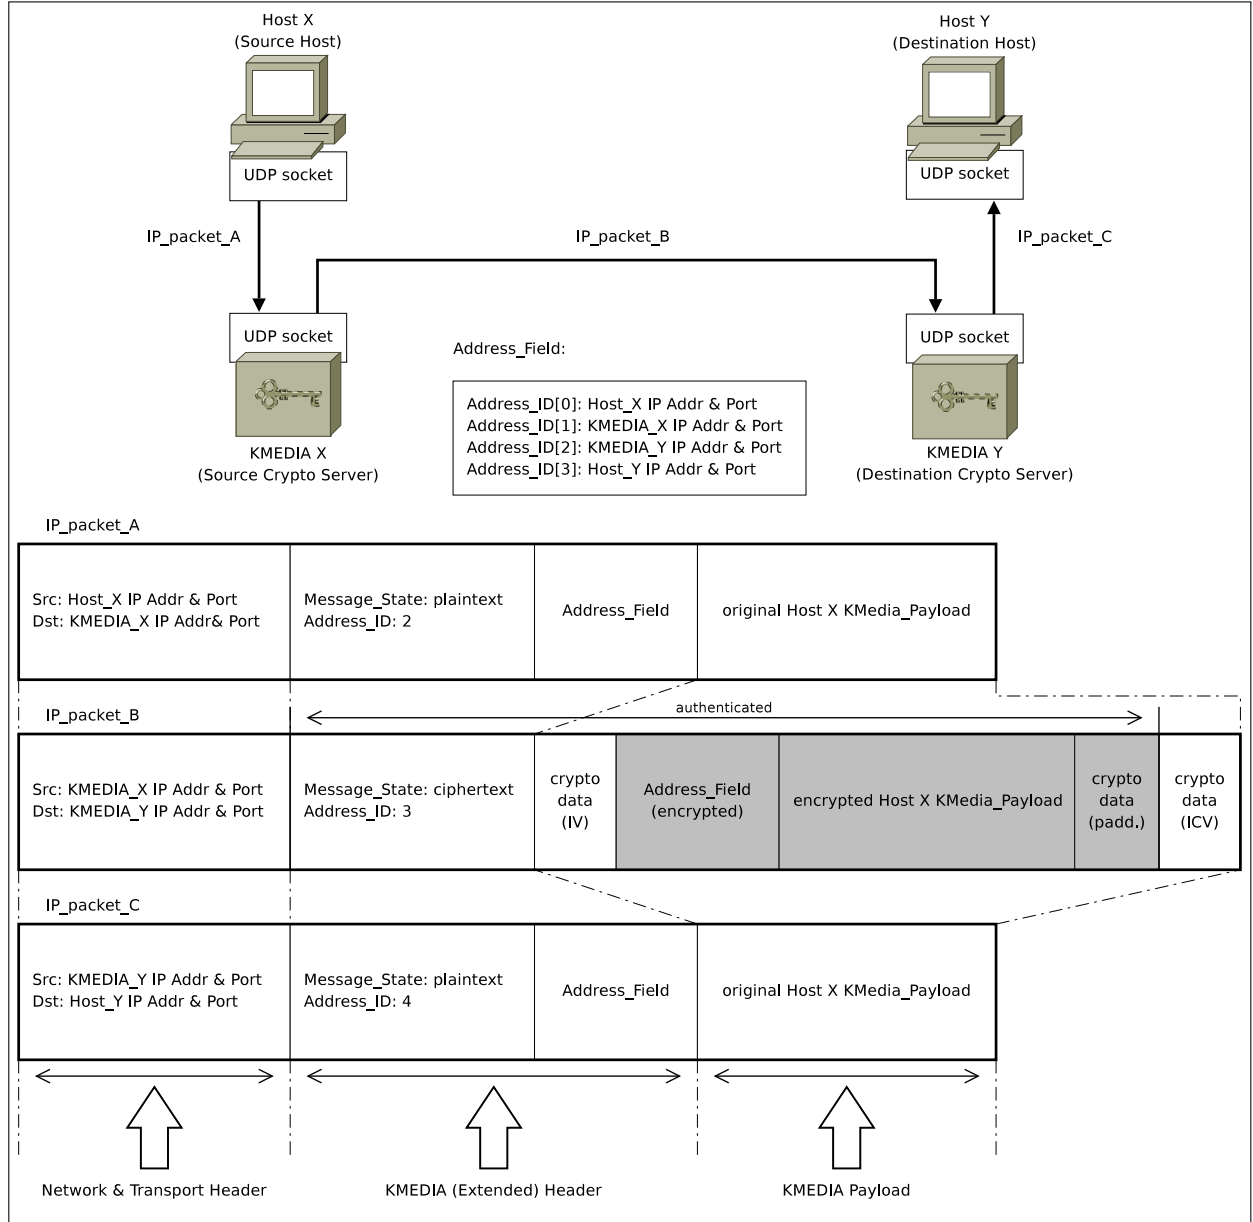 Host X
(Source Host)
Host Y
(Destination Host)
UDP socket
UDP socket
IP_packet_A
IP_packet_B
IP_packet_C
UDP socket
UDP socket
Address_Field:
Address_ID[0]: Host_X IP Addr & Port
Address_ID[1]: KMEDIA_X IP Addr & Port
Address_ID[2]: KMEDIA_Y IP Addr & Port
Address_ID[3]: Host_Y IP Addr & Port
KMEDIA X
(Source Crypto Server)
KMEDIA Y
(Destination Crypto Server)
IP_packet_A
Src: Host_X IP Addr & Port
Dst: KMEDIA_X IP Addr& Port
Message_State: plaintext
Address_ID: 2
Address_Field
original Host X KMedia_Payload
IP_packet_B
authenticated
Src: KMEDIA_X IP Addr & Port
Dst: KMEDIA_Y IP Addr & Port
Message_State: ciphertext
Address_ID: 3
crypto
data
(IV)
Address_Field
(encrypted)
encrypted Host X KMedia_Payload
crypto
data
(padd.)
crypto
data
(ICV)
IP_packet_C
Src: KMEDIA_Y IP Addr & Port
Dst: Host_Y IP Addr & Port
Message_State: plaintext
Address_ID: 4
Address_Field
original Host X KMedia_Payload
Network & Transport Header
KMEDIA (Extended) Header
KMEDIA Payload